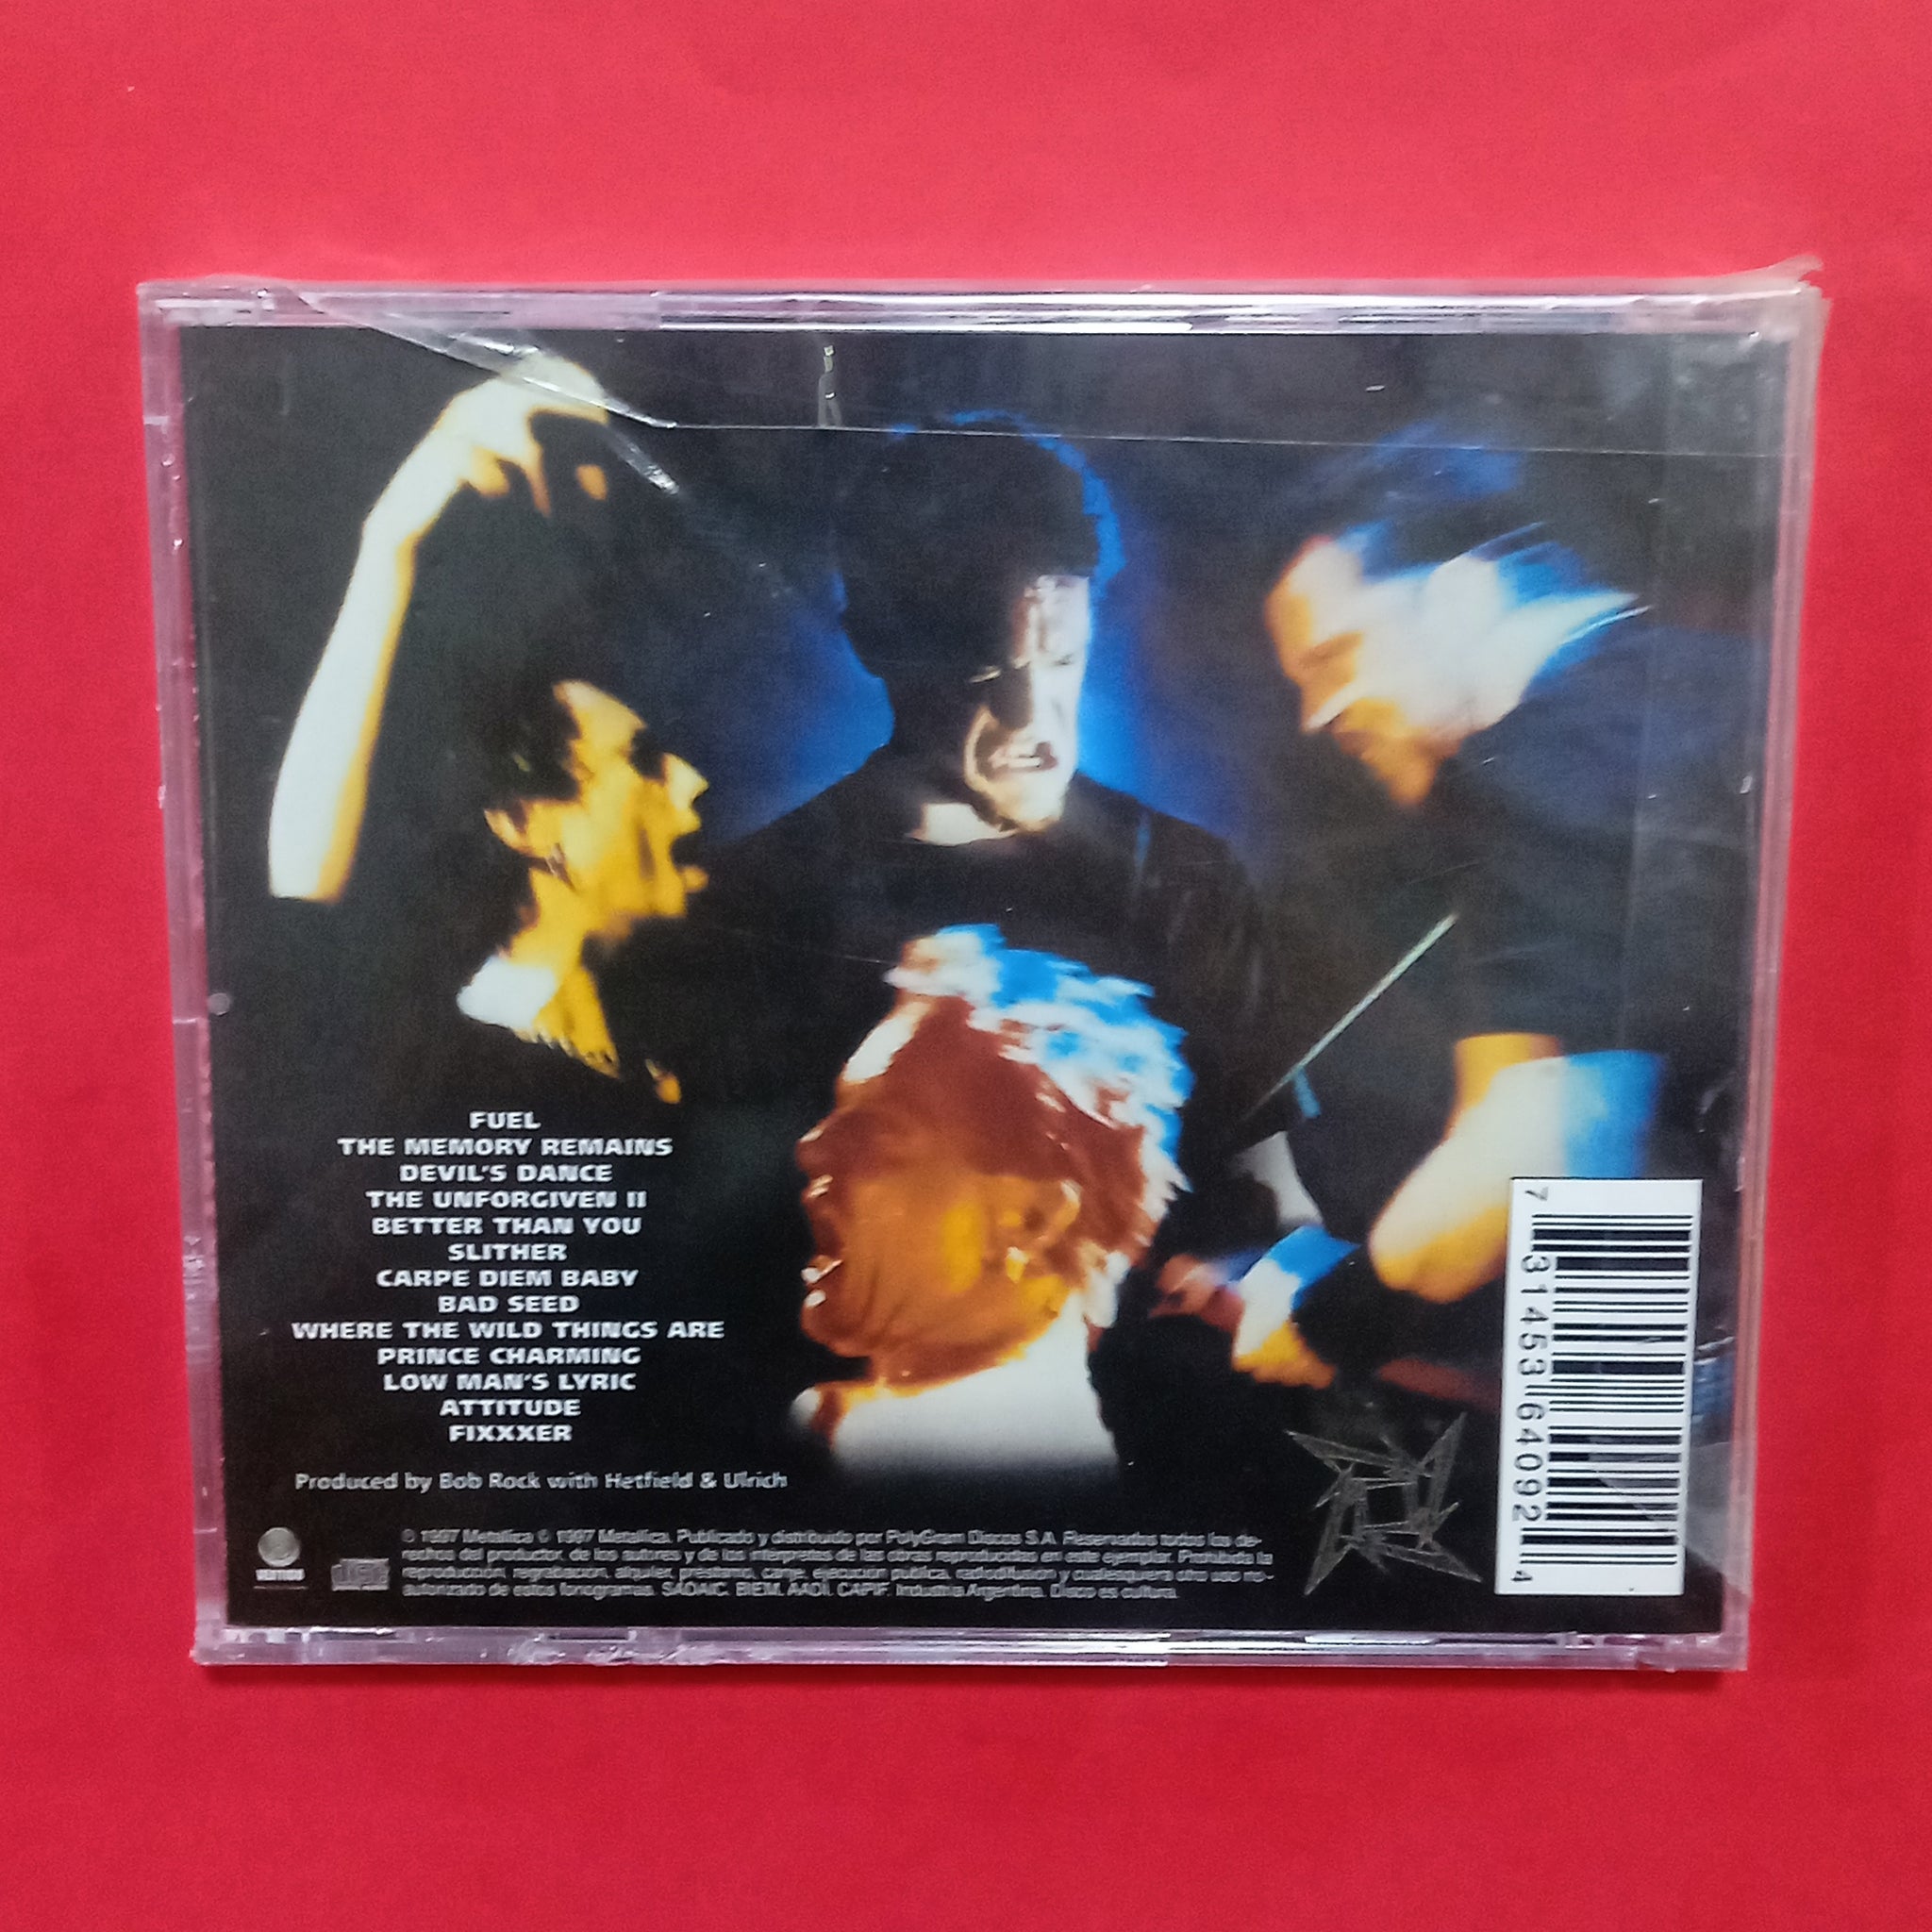 FUEL
THE MEMORY REMAINS
DEVIL'S DANCE
THE UNFORGIVEN II
BETTER THAN YOU
SLITHER
CARPE DIEM BABY
BAD SEED
WHERE THE WILD THINGS ARE
PRINCE CHARMING
LOW MAN'S LYRIC
ATTITUDE
FIXXXER
Produced by Bob Rock with Hetfield & Ulrich
1997 Metallica © 1997 Metallica. Publicado y distribuido por PolyGram Discos S.A. Reservados todos los de-
rechos del productor, de los autores y de los intérpretes de las obras reproducidas en este ejemplar. Prohibida la
reproducción, regrabación, alquiler, préstamo, canje, ejecución pública, radiodifusión y cualesquiera otro uso no
autorizado de estos fonogramas. SADAIC. BIEM. AADI. CAPIF. Industria Argentina. Disco es cultura.
7 31453 64092 4